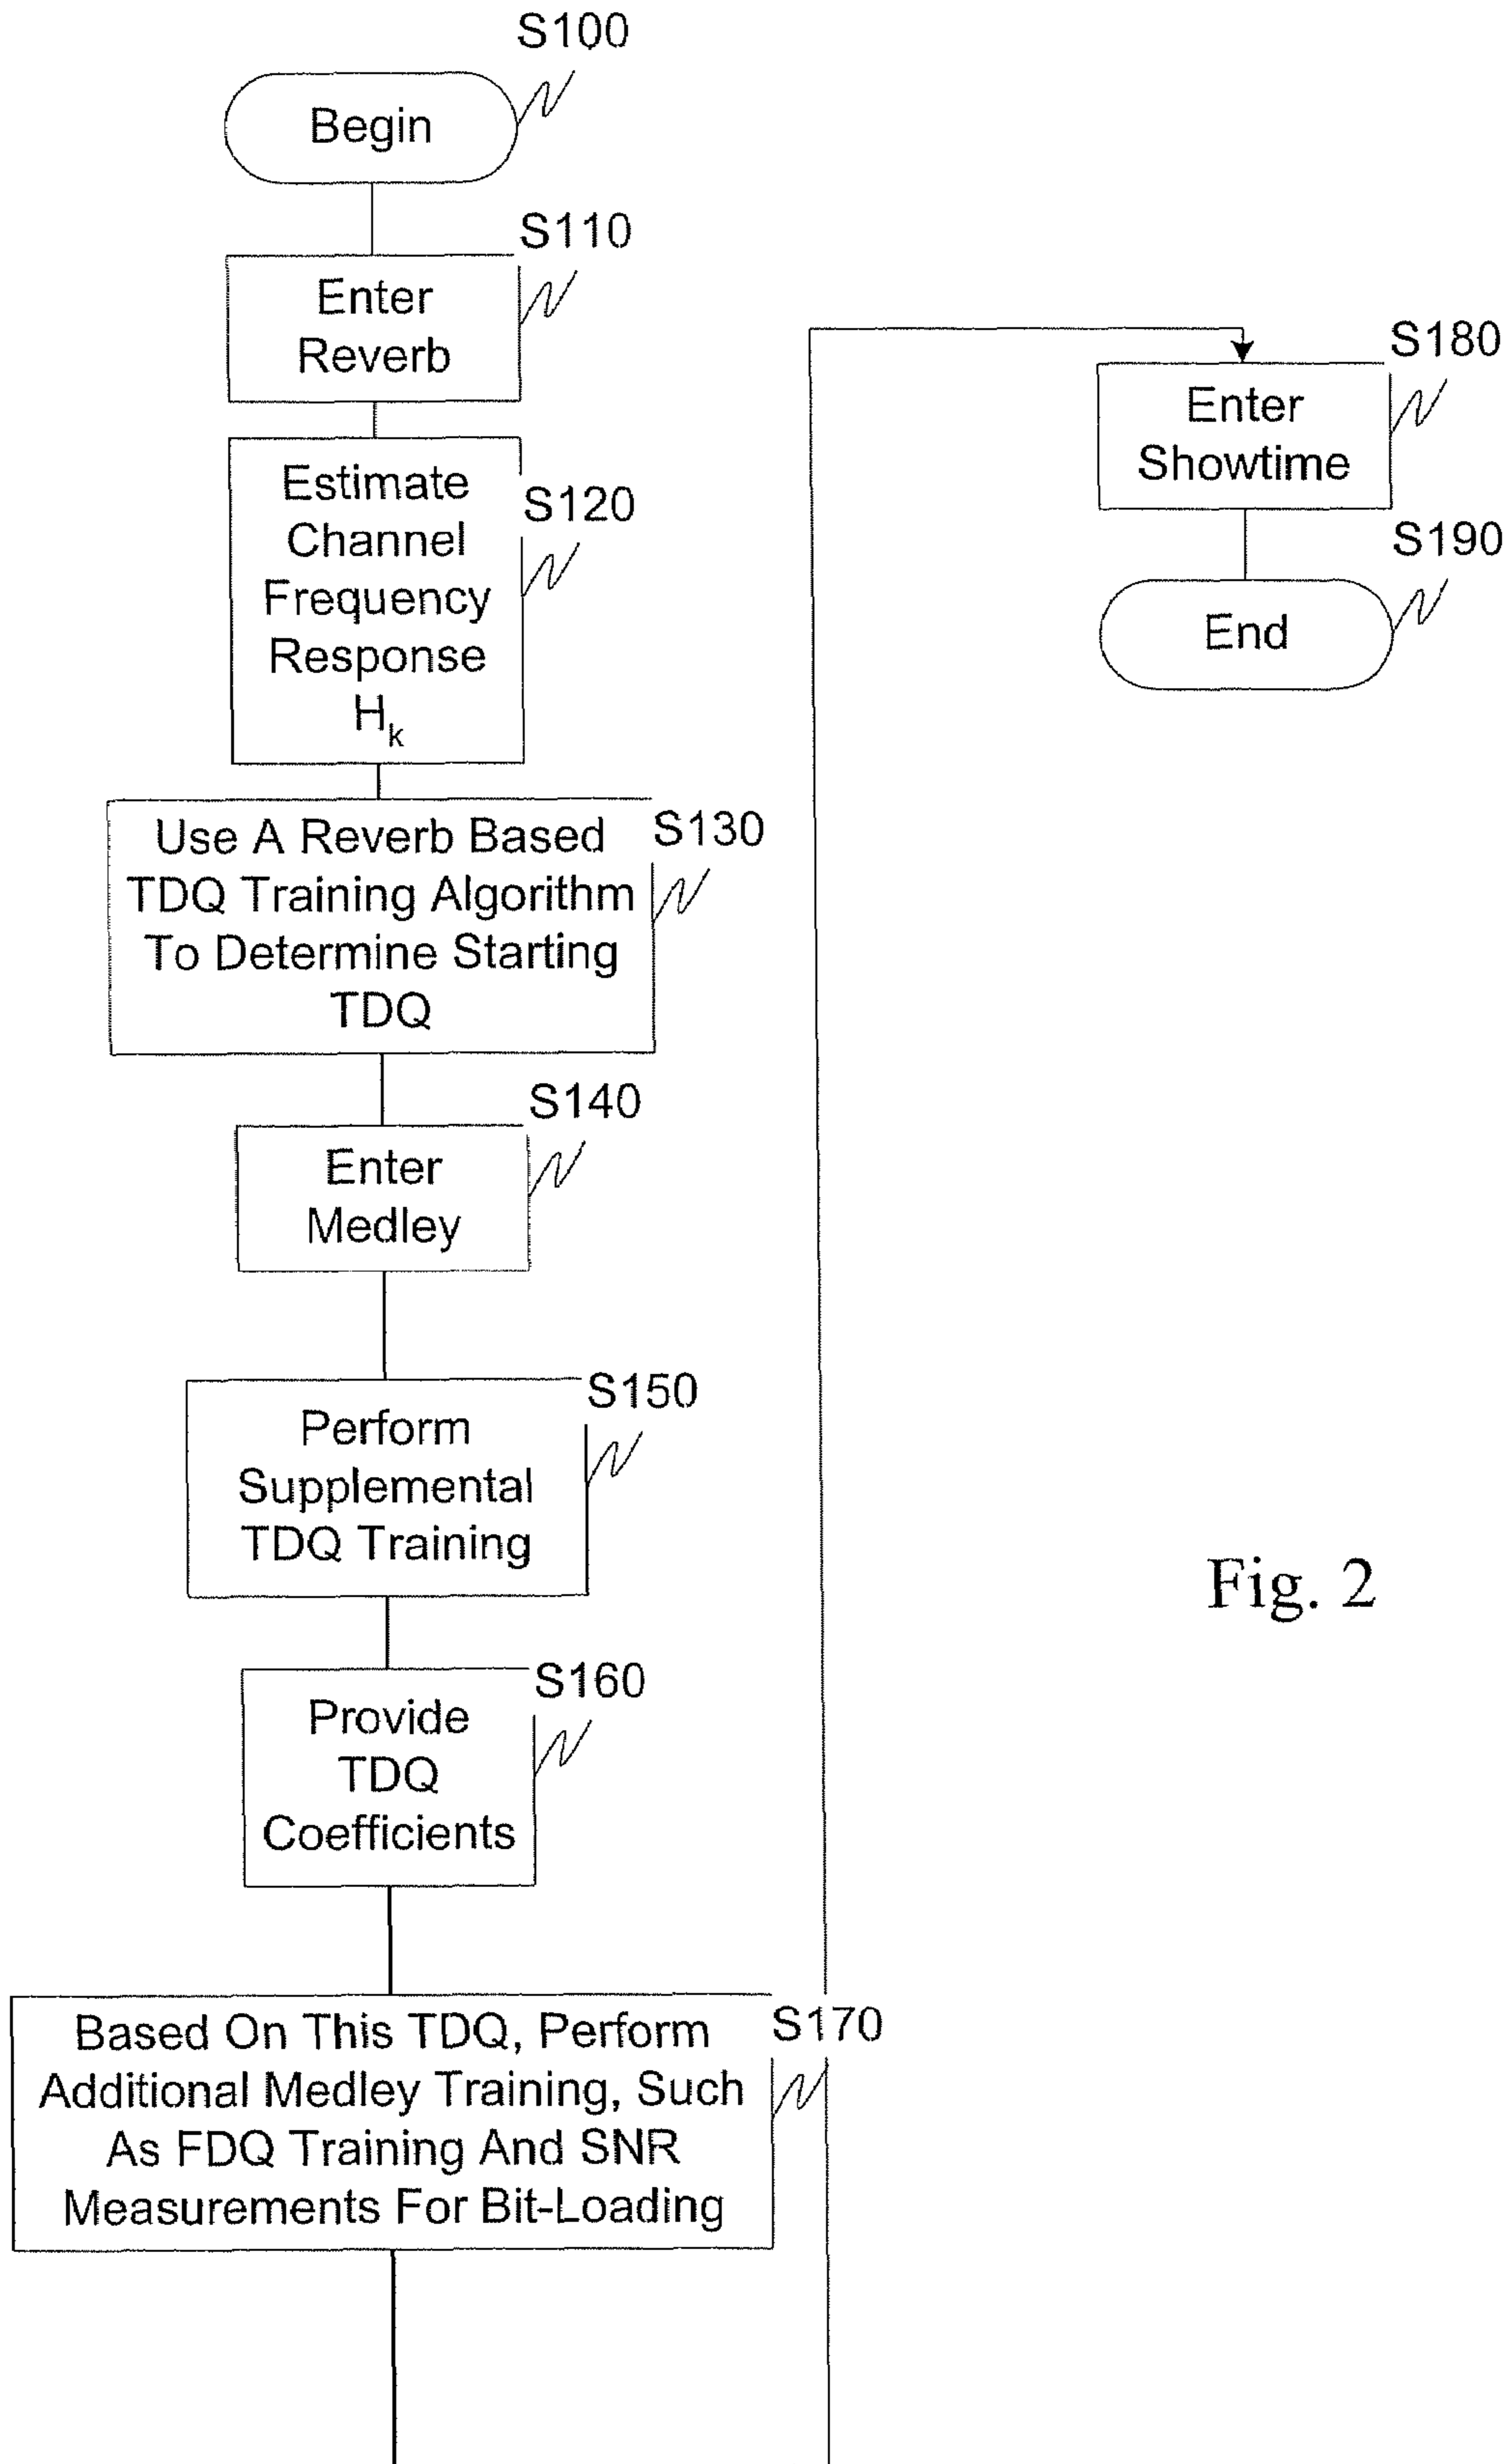 S100
Begin
S110
Enter
Reverb
S120
Estimate
Channel
Frequency
Response
Hk
S130
Use A Reverb Based
TDQ Training Algorithm
To Determine Starting
TDQ
S140
Enter
Medley
S150
Perform
Supplemental
TDQ Training
S160
Provide
TDQ
Coefficients
S170
Based On This TDQ, Perform
Additional Medley Training, Such
As FDQ Training And SNR
Measurements For Bit-Loading
S180
Enter
Showtime
S190
End
Fig. 2